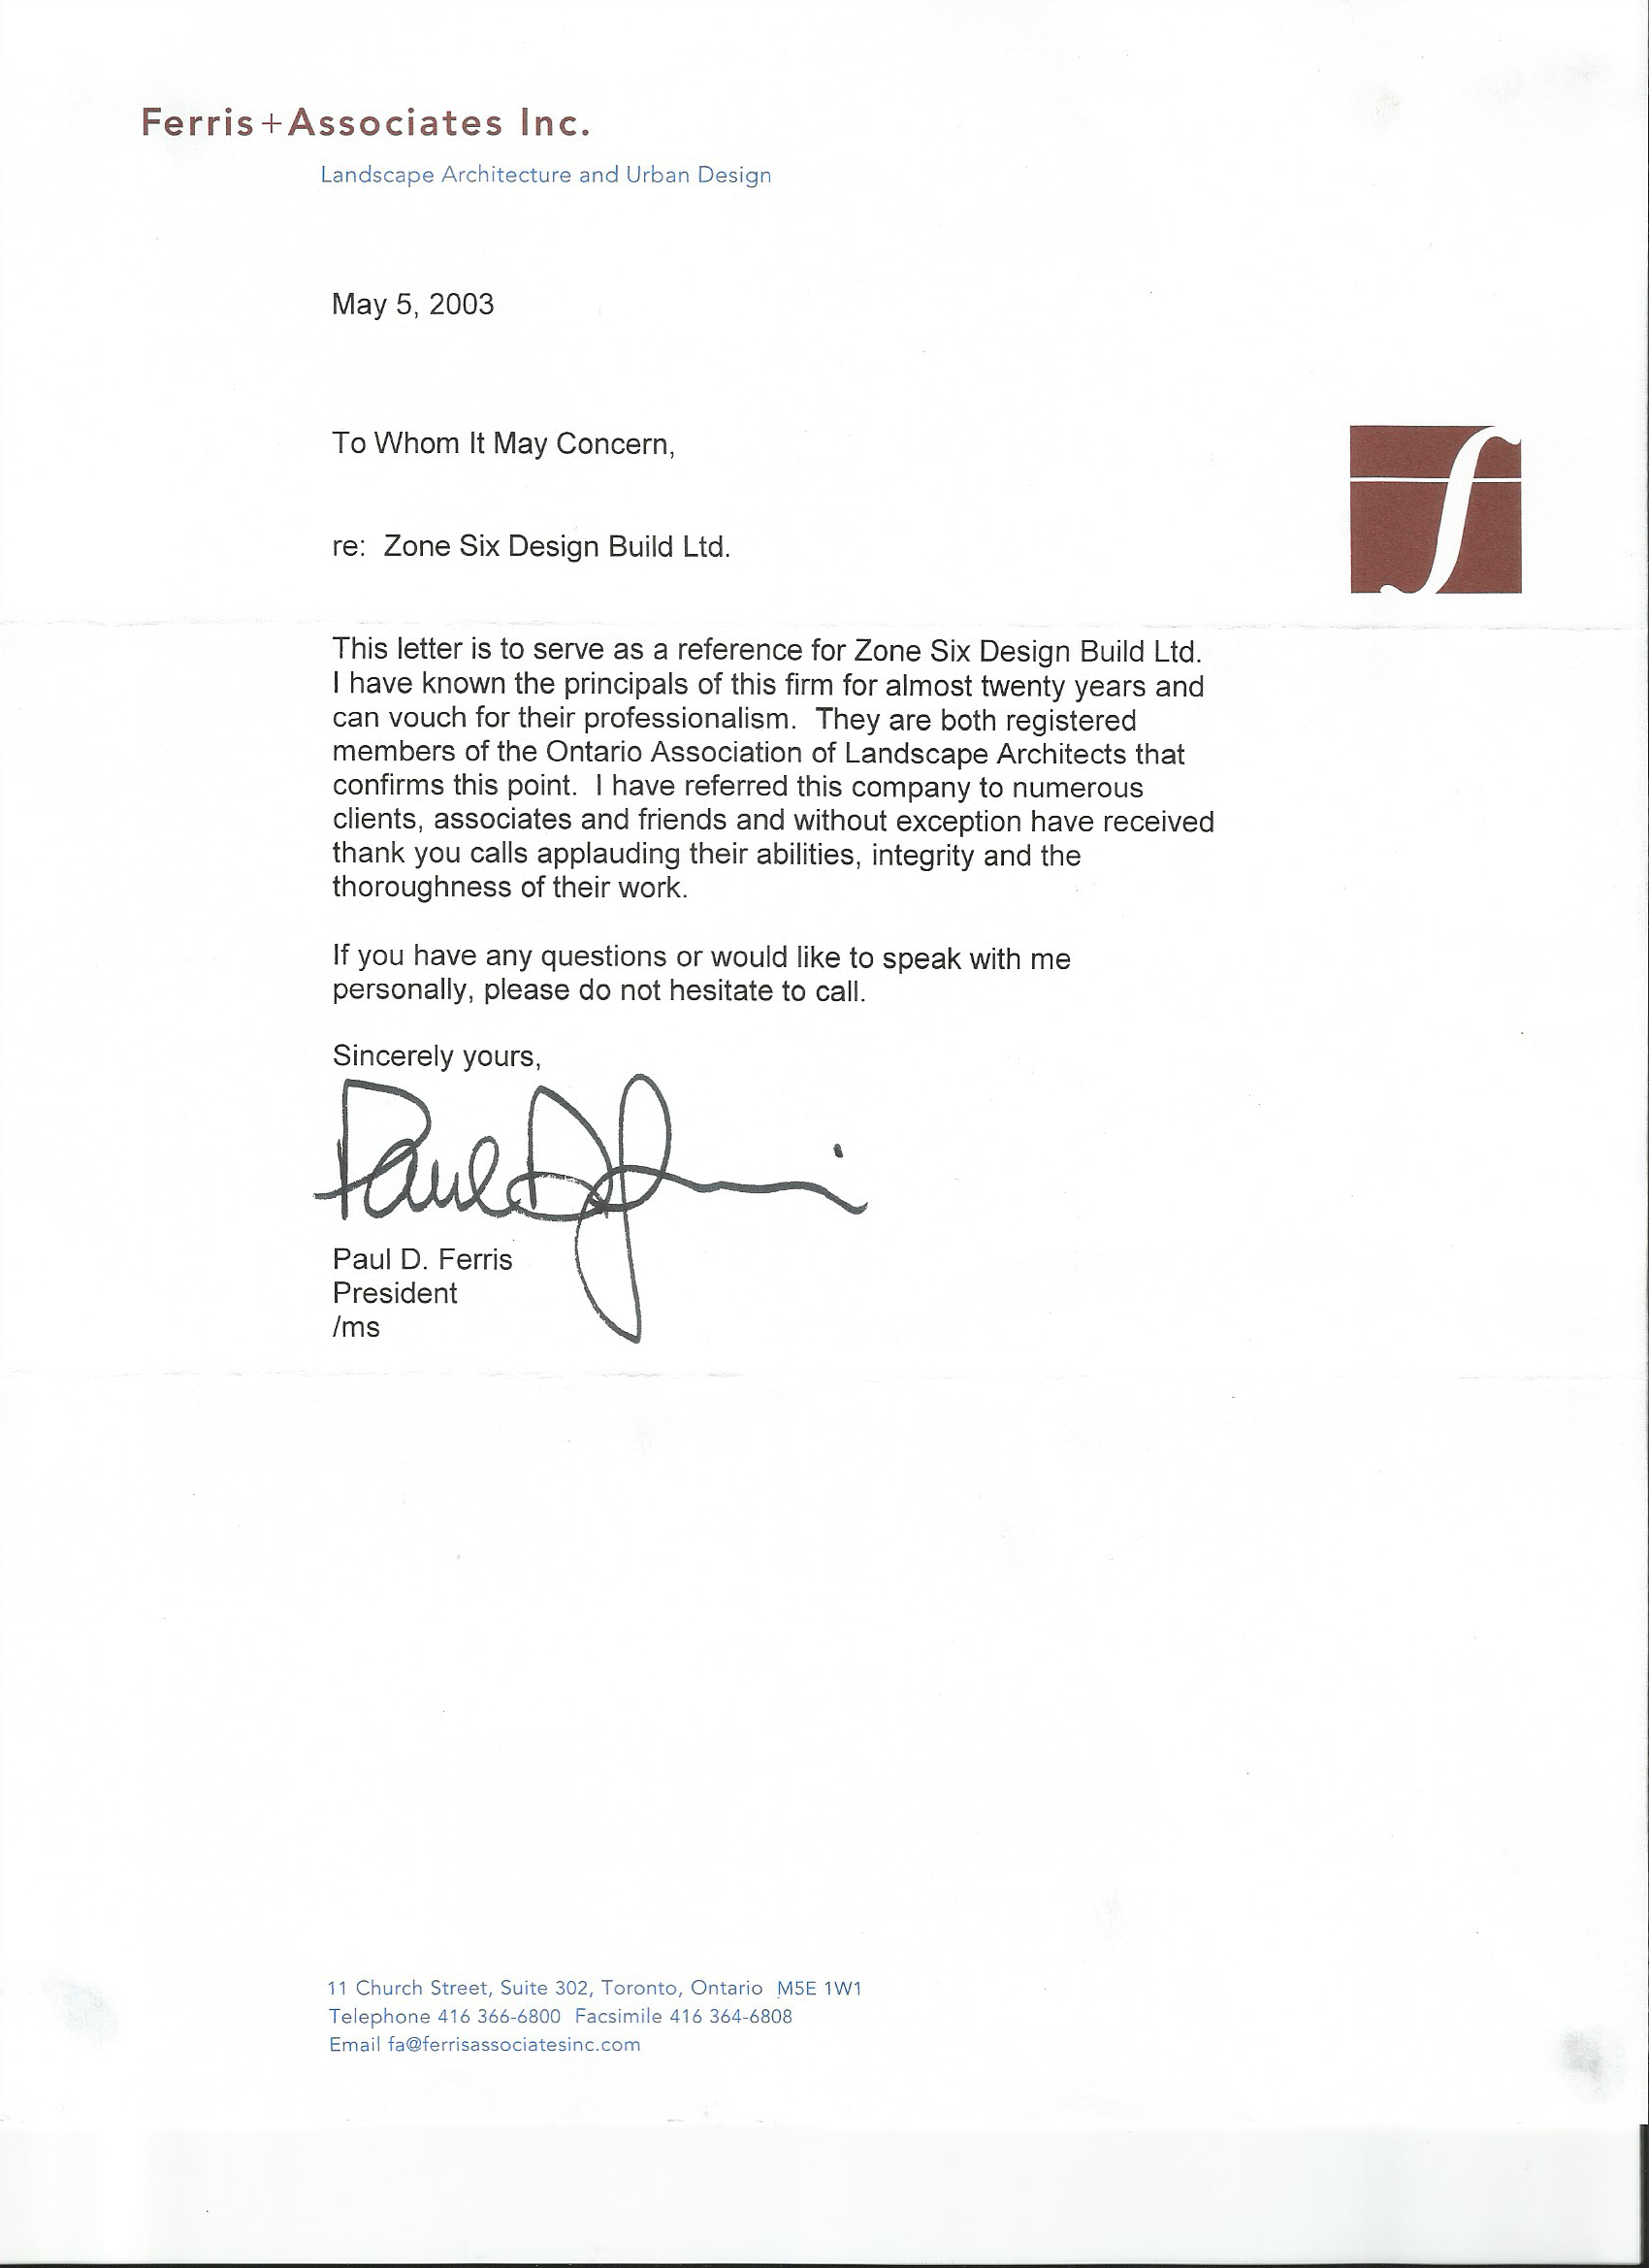 Ferris+Associates Inc.
Landscape Architecture and Urban Design
May 5, 2003
To Whom It May Concern,
f
re: Zone Six Design Build Ltd.
This letter is to serve as a reference for Zone Six Design Build Ltd.
I have known the principals of this firm for almost twenty years and
can vouch for their professionalism. They are both registered
members of the Ontario Association of Landscape Architects that
confirms this point. I have referred this company to numerous
clients, associates and friends and without exception have received
thank you calls applauding their abilities, integrity and the
thoroughness of their work.
If you have any questions or would like to speak with me
personally, please do not hesitate to call.
Sincerely yours,
Paul D. Ferris
Paul D. Ferris
President
/ms
11 Church Street, Suite 302, Toronto, Ontario M5E 1W1
Telephone 416 366-6800 Facsimile 416 364-6808
Email fa@ferrisassociatesinc.com